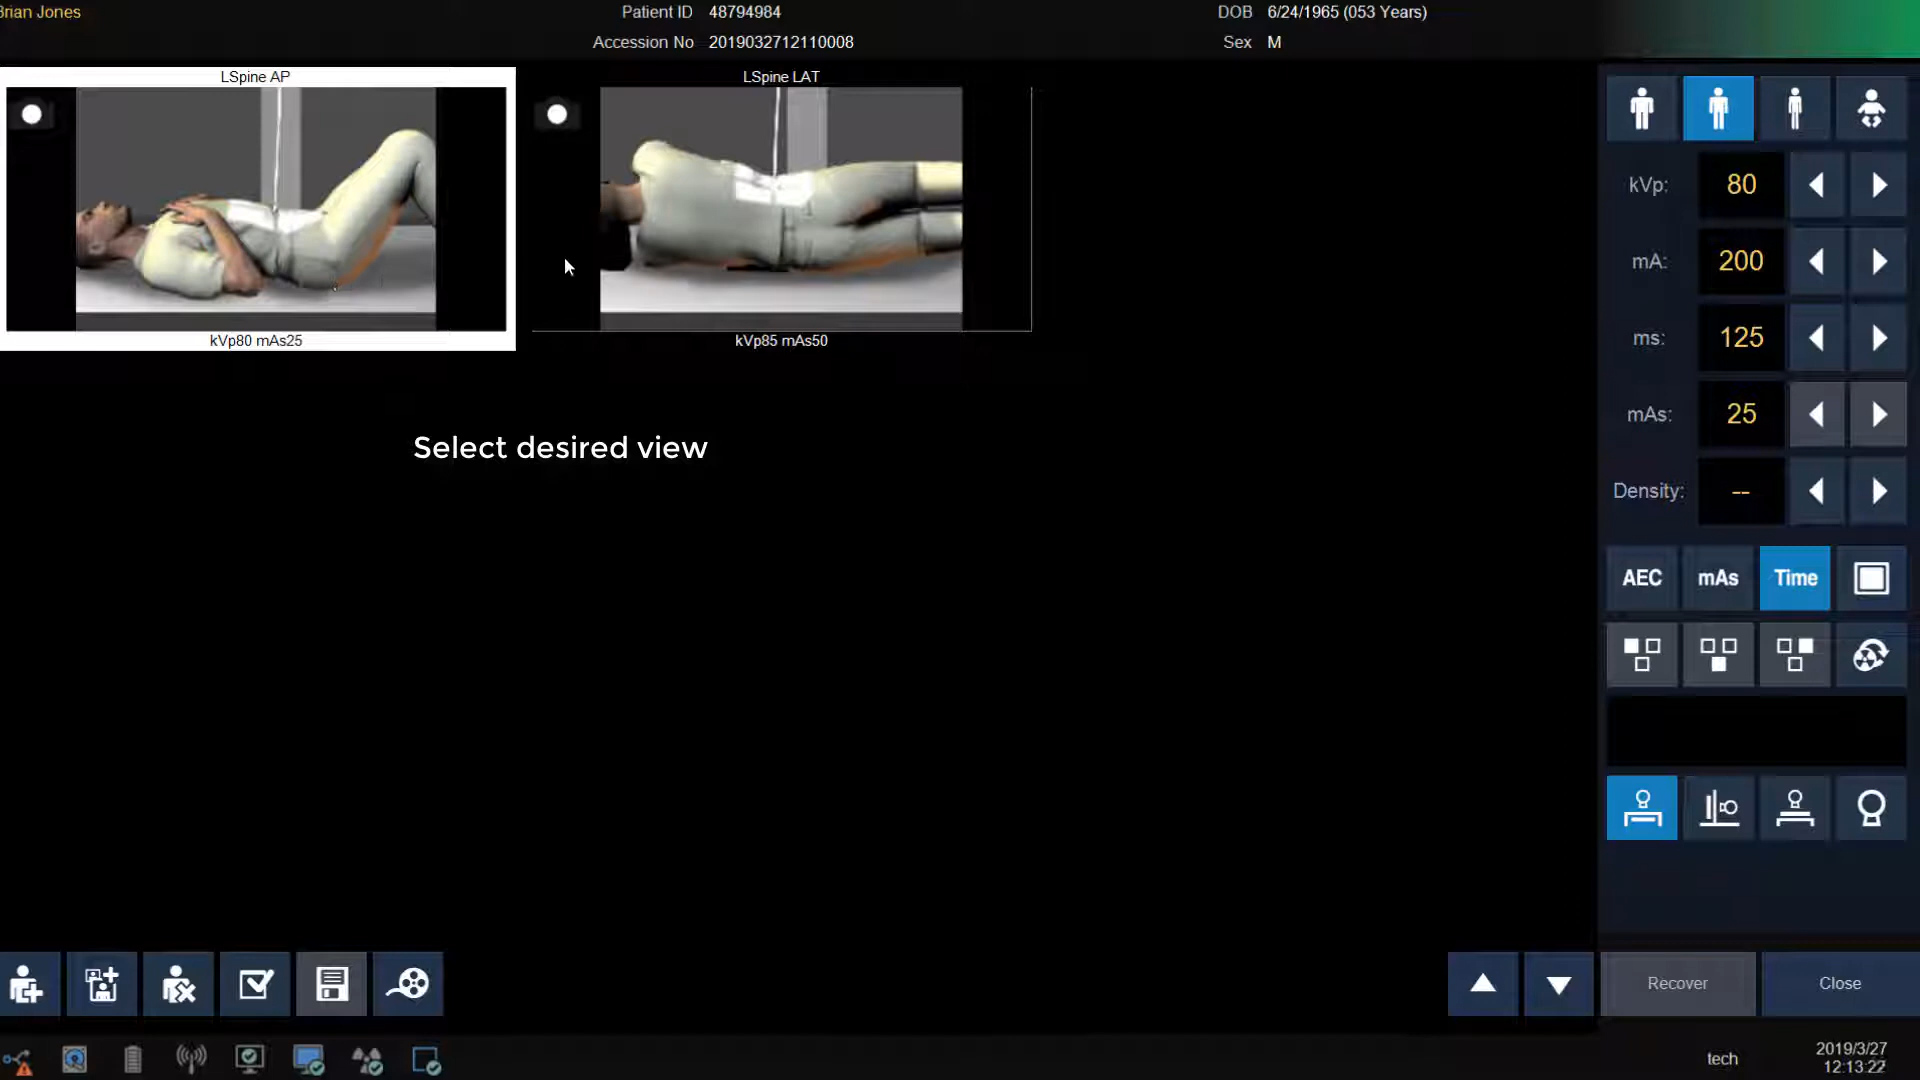 Brian Jones
Patient ID 48794984
DOB 6/24/1965 (053 Years)
Accession No 2019032712110008
Sex M
LSpine AP
LSpine LAT
kVp80 mAs25
kVp85 mAs50
Select desired view
kVp: 80
mA: 200
ms: 125
mAs: 25
Density: --
AEC mAs Time
Recover
Close
tech
2019/3/27
12:13:22